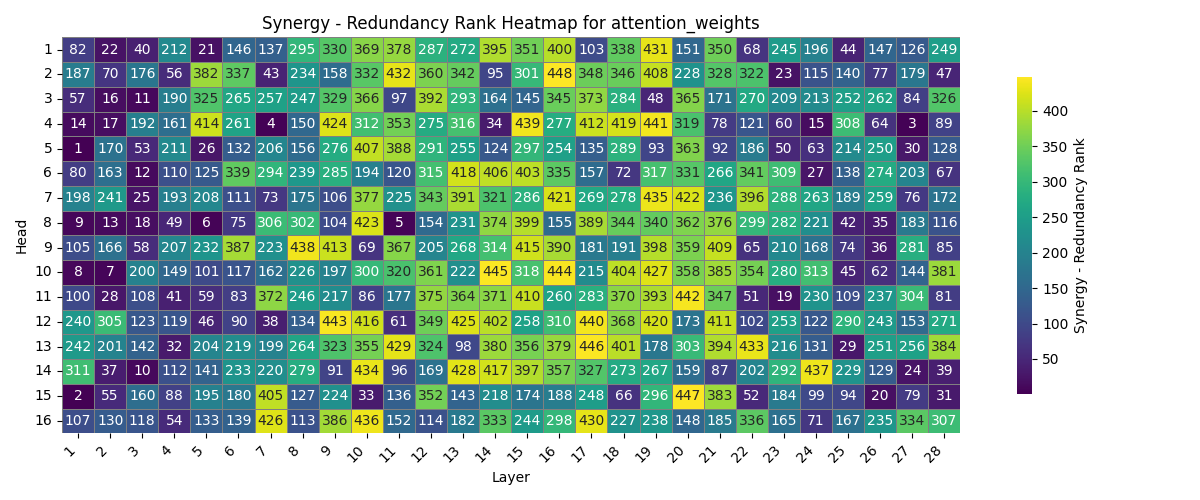 Synergy - Redundancy Rank Heatmap for attention_weights
1 82 22 40 212 21 146 137 295 330 369 378 287 272 395 351 400 103 338 431 151 350 68 245 196 44 147 126 249
2 187 70 176 56 382 337 43 234 158 332 432 360 342 95 301 448 348 346 408 228 328 322 23 115 140 77 179 47
3 57 16 11 190 325 265 257 247 329 366 97 392 293 164 145 345 373 284 48 365 171 270 209 213 252 262 84 326
4 14 17 192 161 414 261 4 150 424 312 353 275 316 34 439 277 412 419 441 319 78 121 60 15 308 64 3 89
5 1 170 53 211 26 132 206 156 276 407 388 291 255 124 297 254 135 289 93 363 92 186 50 63 214 250 30 128
6 80 163 12 110 125 339 294 239 285 194 120 315 418 406 403 335 157 72 317 331 266 341 309 27 138 274 203 67
7 198 241 25 193 208 111 73 175 106 377 225 343 391 321 286 421 269 278 435 422 236 396 288 263 189 259 76 172
8 9 13 18 49 6 75 306 302 104 423 5 154 231 374 399 155 389 344 340 362 376 299 282 221 42 35 183 116
9 105 166 58 207 232 387 223 438 413 69 367 205 268 314 415 390 181 191 398 359 409 65 210 168 74 36 281 85
10 8 7 200 149 101 117 162 226 197 300 320 361 222 445 318 444 215 404 427 358 385 354 280 313 45 62 144 381
11 100 28 108 41 59 83 372 246 217 86 177 375 364 371 410 260 283 370 393 442 347 51 19 230 109 237 304 81
12 240 305 123 119 46 90 38 134 443 416 61 349 425 402 258 310 440 368 420 173 411 102 253 122 290 243 153 271
13 242 201 142 32 204 219 199 264 323 355 429 324 98 380 356 379 446 401 178 303 394 433 216 131 29 251 256 384
14 311 37 10 112 141 233 220 279 91 434 96 169 428 417 397 357 327 273 267 159 87 202 292 437 229 129 24 39
15 2 55 160 88 195 180 405 127 224 33 136 352 143 218 174 188 248 66 296 447 383 52 184 99 94 20 79 31
16 107 130 118 54 133 139 426 113 386 436 152 114 182 333 244 298 430 227 238 148 185 336 165 71 167 235 334 307
1 2 3 4 5 6 7 8 9 10 11 12 13 14 15 16 17 18 19 20 21 22 23 24 25 26 27 28
Layer
Head
400
350
300
250
200
150
100
50
Synergy - Redundancy Rank